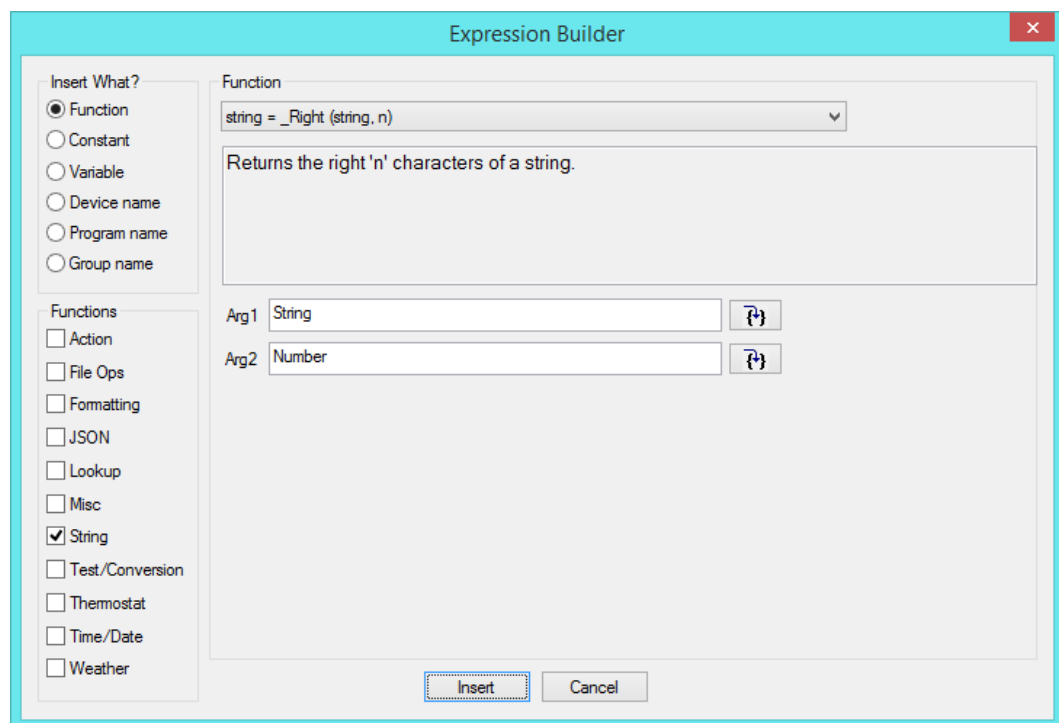 Expression Builder
Insert What?
Function
Constant
Variable
Device name
Program name
Group name
Functions
Action
File Ops
Formatting
JSON
Lookup
Misc
String
Test/Conversion
Thermostat
Time/Date
Weather
Function
string = _Right (string, n)
Returns the right 'n' characters of a string.
Arg1 String {}
Arg2 Number {}
Insert Cancel